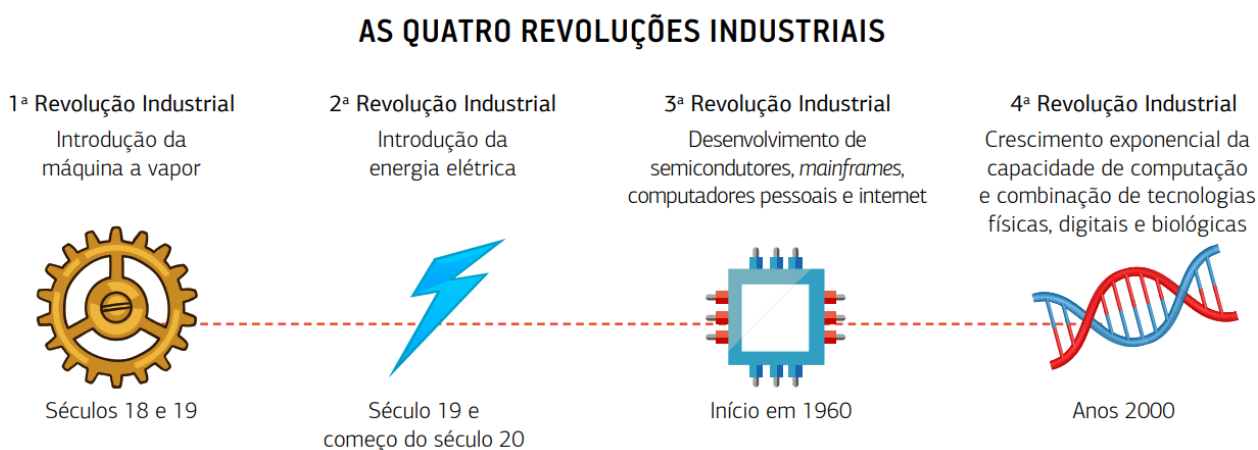 AS QUATRO REVOLUÇÕES INDUSTRIAIS
1ª Revolução Industrial
Introdução da
máquina a vapor
Séculos 18 e 19
2ª Revolução Industrial
Introdução da
energia elétrica
Século 19 e
começo do século 20
3ª Revolução Industrial
Desenvolvimento de
semicondutores, mainframes,
computadores pessoais e internet
Início em 1960
4ª Revolução Industrial
Crescimento exponencial da
capacidade de computação
e combinação de tecnologias
físicas, digitais e biológicas
Anos 2000